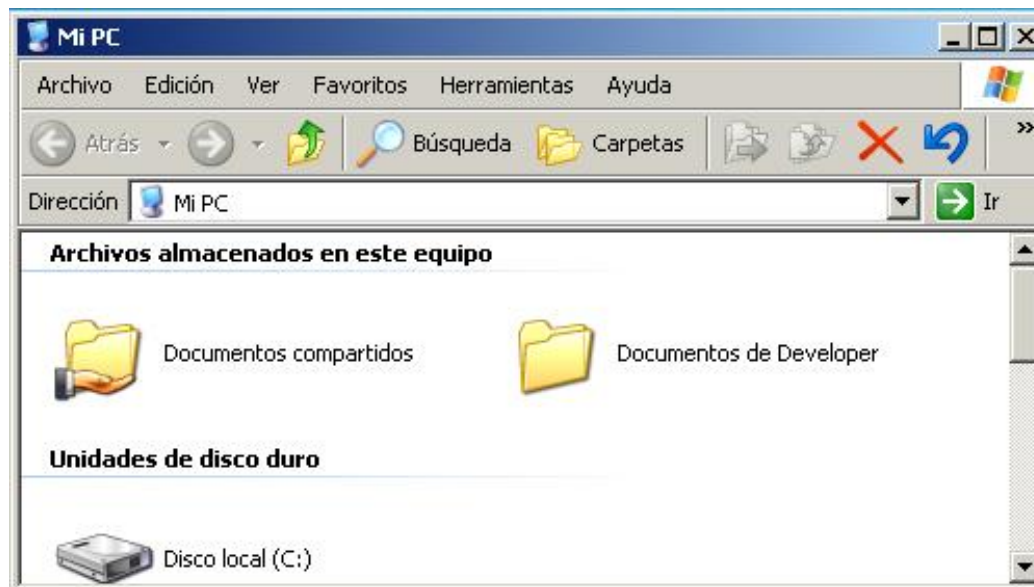 Mi PC
Archivo Edición Ver Favoritos Herramientas Ayuda
Atrás Búsqueda Carpetas »
Dirección Mi PC Ir
Archivos almacenados en este equipo
Documentos compartidos Documentos de Developer
Unidades de disco duro
Disco local (C:)